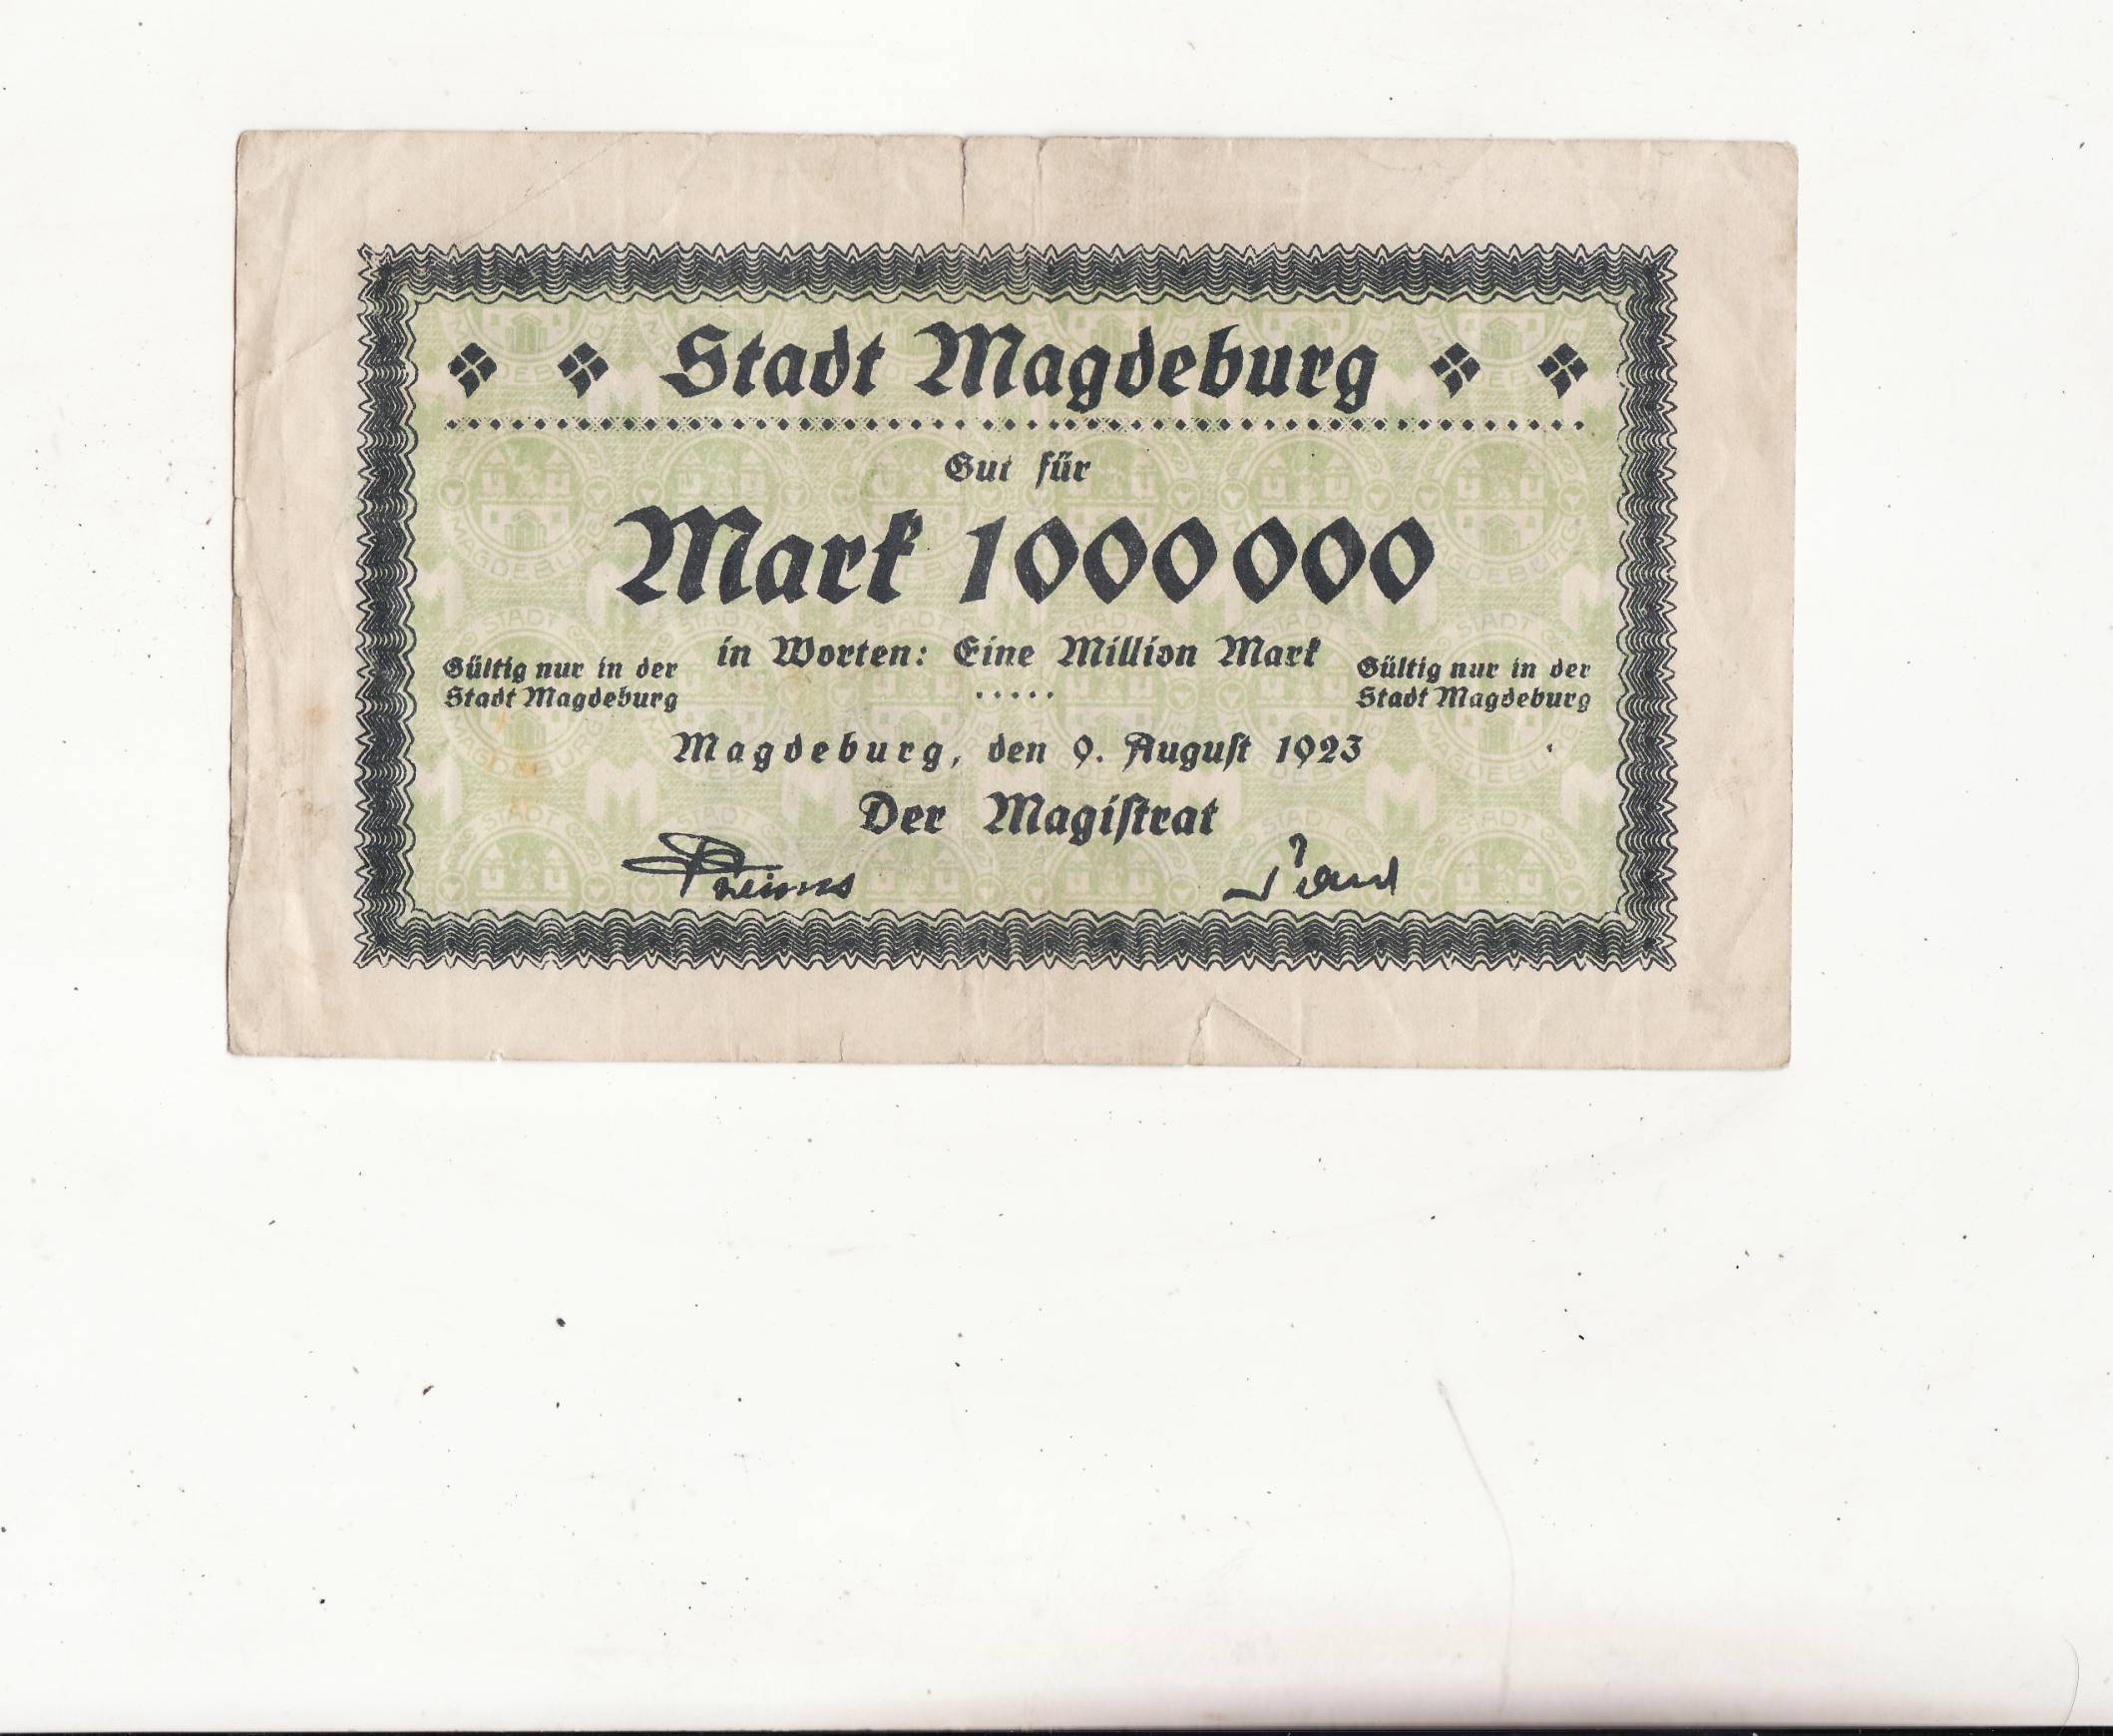 Stadt Magdeburg
Gut für
Mark 1000000
in Worten: Eine Million Mark
Gültig nur in der
Stadt Magdeburg
Gültig nur in der
Stadt Magdeburg
Magdeburg, den 9. August 1923
Der Magistrat